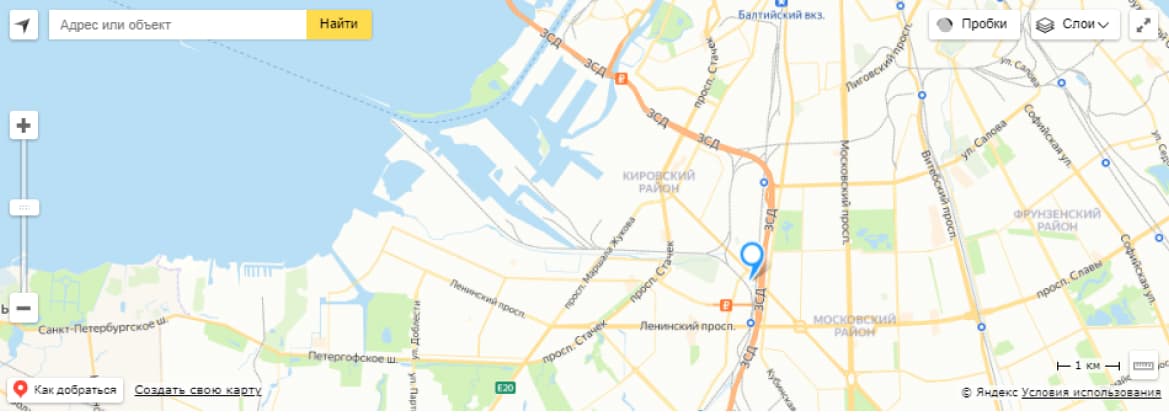 Адрес или объект
Найти
Пробки
Слои
Балтийский вкз.
ЗСД
ЗСД
ЗСД
ЗСД
просп. Стачек
Лиговский просп.
ул. Салова
ул. Салова
Софийская ул.
Московский просп.
Витебский просп.
КИРОВСКИЙ
РАЙОН
ФРУНЗЕНСКИЙ
РАЙОН
ЗСД
просп. Маршала Жукова
просп. Стачек
Софийская ул.
просп. Славы
Ленинский просп.
ЗСД
Ленинский просп.
МОСКОВСКИЙ
РАЙОН
Санкт-Петербургское ш.
ул. Доблести
просп. Стачек
Петергофское ш.
ЗСД
Кубинская
E20
1 км
Как добраться
Создать свою карту
© Яндекс Условия использования